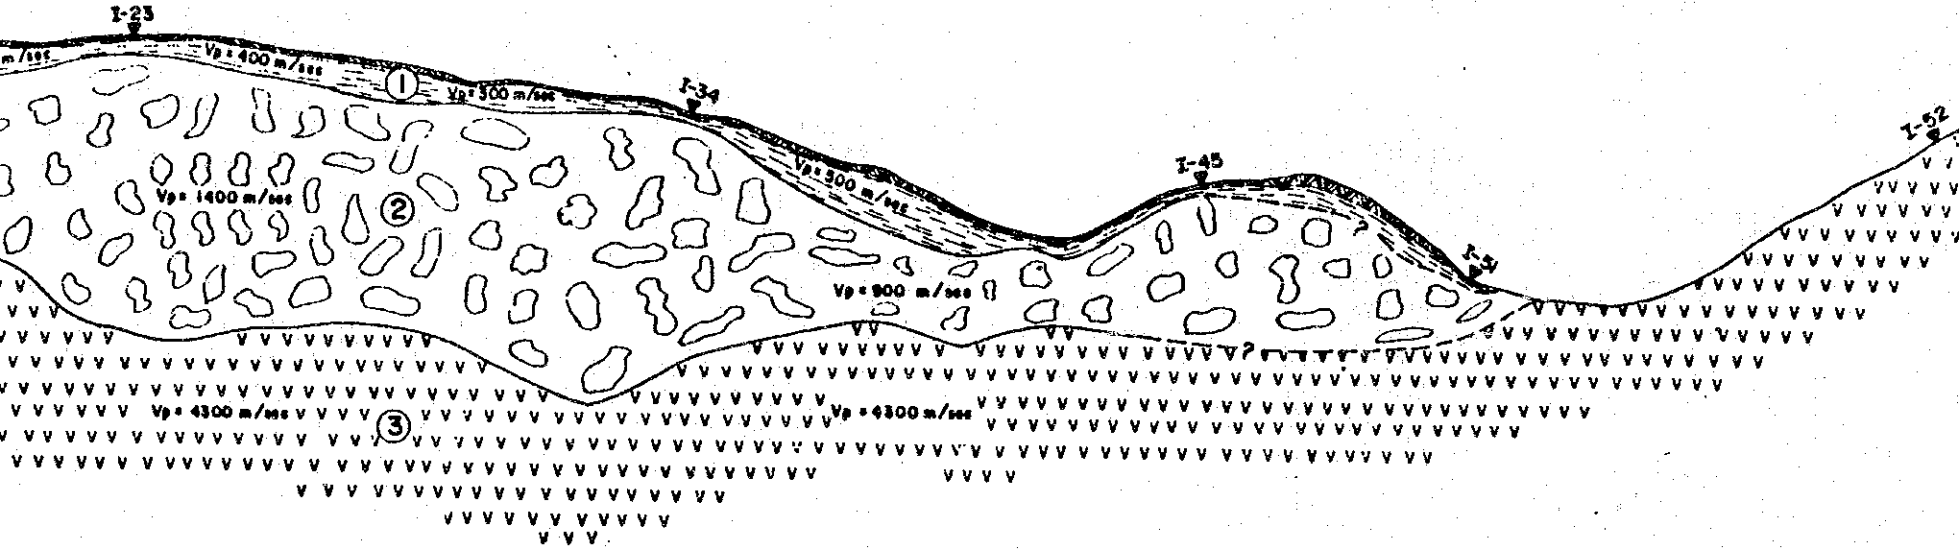 I-23
m/sec
Vp = 400 m/sec
1
Vp = 300 m/sec
I-34
Vp = 500 m/sec
I-45
I-51
I-52
Vp = 1400 m/sec
2
Vp = 900 m/sec
?
?
Vp = 4300 m/sec
3
Vp = 4300 m/sec